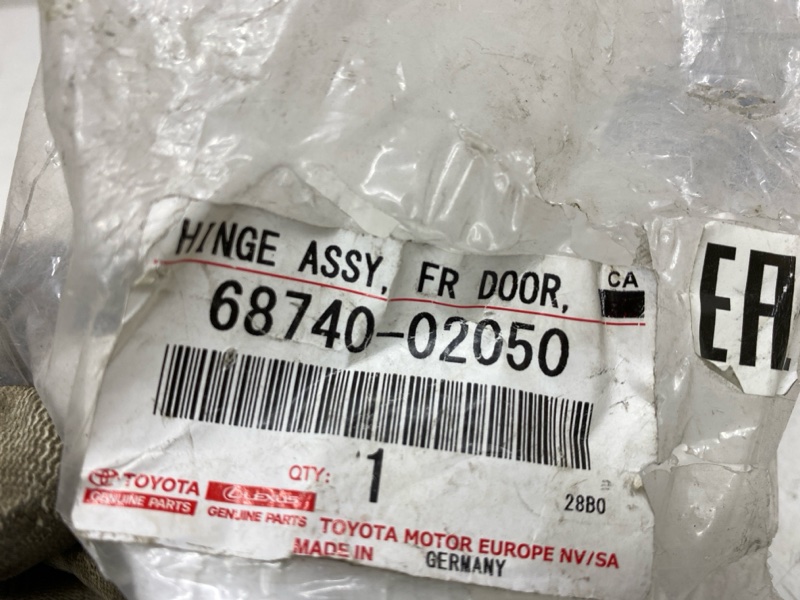 HINGE ASSY, FR DOOR,
CA
68740-02050
QTY: 1
28B0
TOYOTA
GENUINE PARTS
LEXUS
GENUINE PARTS
TOYOTA MOTOR EUROPE NV/SA
MADE IN GERMANY
EAC